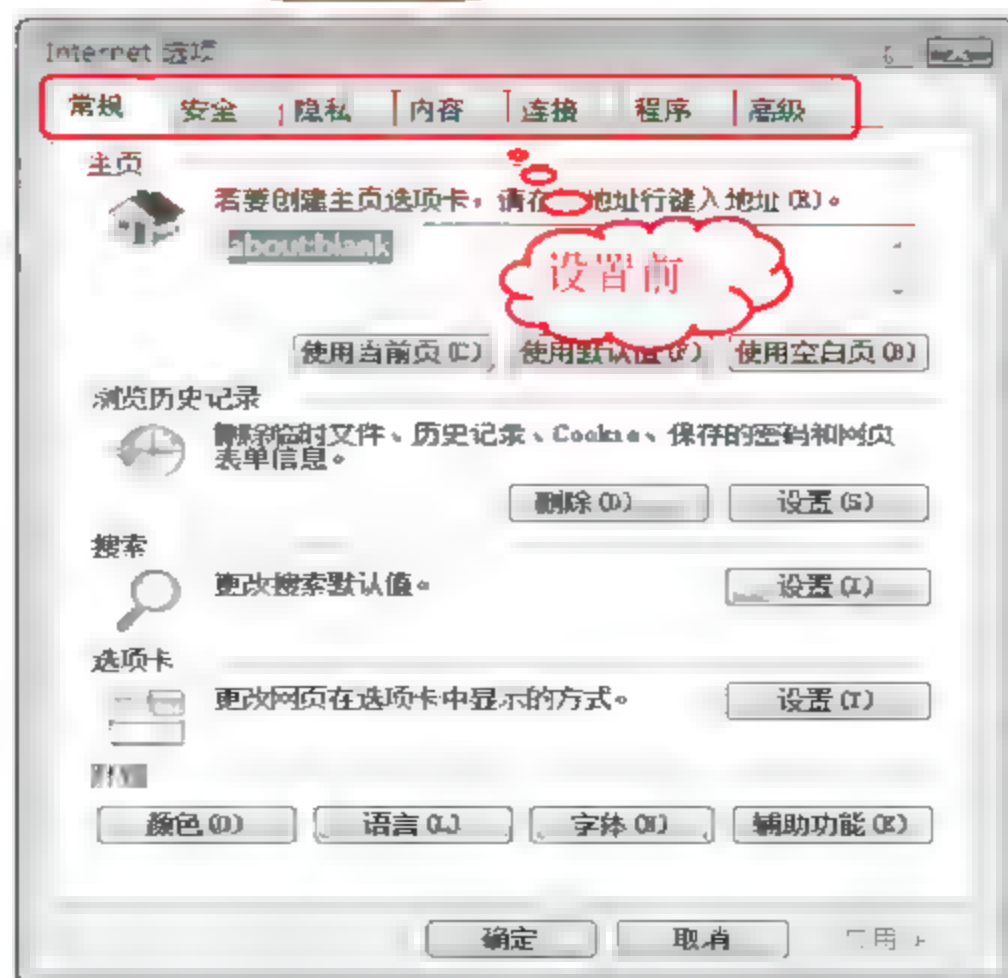 Internet 选项
常规 安全 隐私 内容 连接 程序 高级
主页
若要创建主页选项卡，请在 地址行键入地址(R)。
about:blank
设置前
使用当前页(C) 使用默认值(F) 使用空白页(B)
浏览历史记录
删除临时文件、历史记录、Cookie、保存的密码和网页
表单信息。
删除(D) 设置(S)
搜索
更改搜索默认值。
设置(I)
选项卡
更改网页在选项卡中显示的方式。
设置(T)
颜色(O) 语言(L) 字体(N) 辅助功能(E)
确定 取消